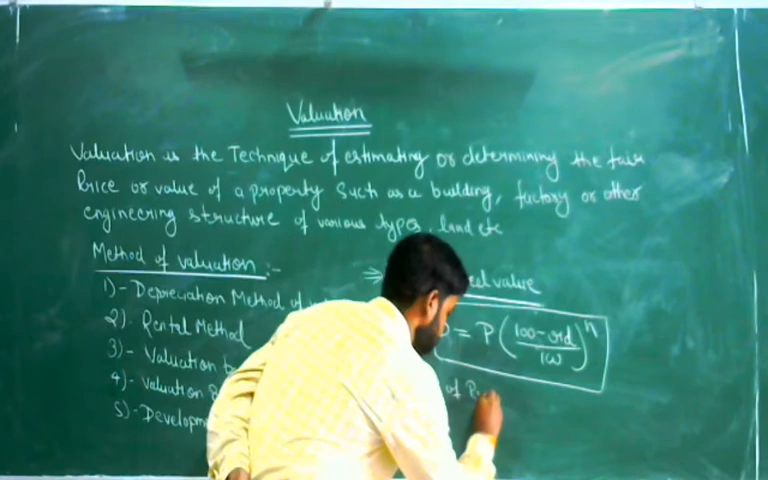 Valuation
Valuation is the Technique of estimating or determining the fair
Price or value of a property Such as a building, factory or other
engineering structure of various types, land etc
Method of valuation :-
1)- Depreciation Method of
2)- Rental Method
3)- Valuation
4)- Valuation
5)-
⇒ value
= P ( 100-rd / 100 )^n
of